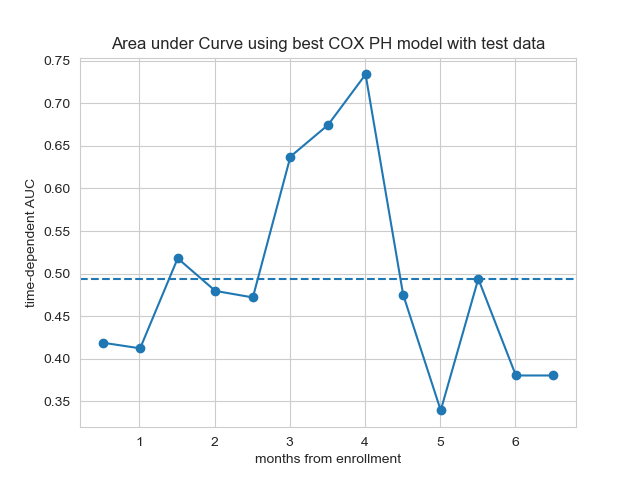 Area under Curve using best COX PH model with test data
time-dependent AUC
0.75
0.70
0.65
0.60
0.55
0.50
0.45
0.40
0.35
1 2 3 4 5 6
months from enrollment